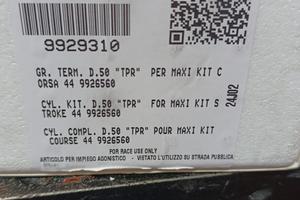 9929310
GR. TERM. D.50 "TPR" PER MAXI KIT C
ORSA 44 9926560
CYL. KIT. D.50 "TPR" FOR MAXI KIT S
TROKE 44 9926560
CYL. COMPL. D.50 "TPR" POUR MAXI KIT
COURSE 44 9926560
FOR RACE USE ONLY
ARTICOLO PER IMPIEGO AGONISTICO - VIETATO L'UTILIZZO SU STRADA PUBBLICA
24J02